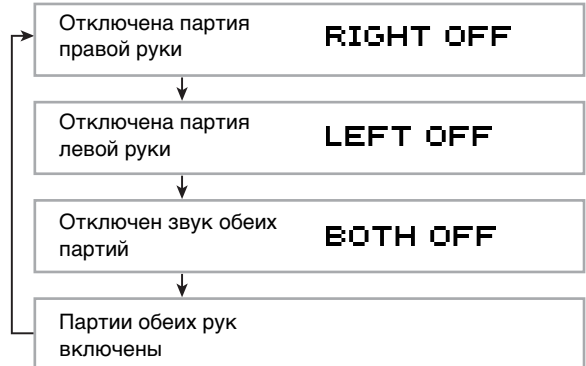 Отключена партия
правой руки
RIGHT OFF
Отключена партия
левой руки
LEFT OFF
Отключен звук обеих
партий
BOTH OFF
Партии обеих рук
включены